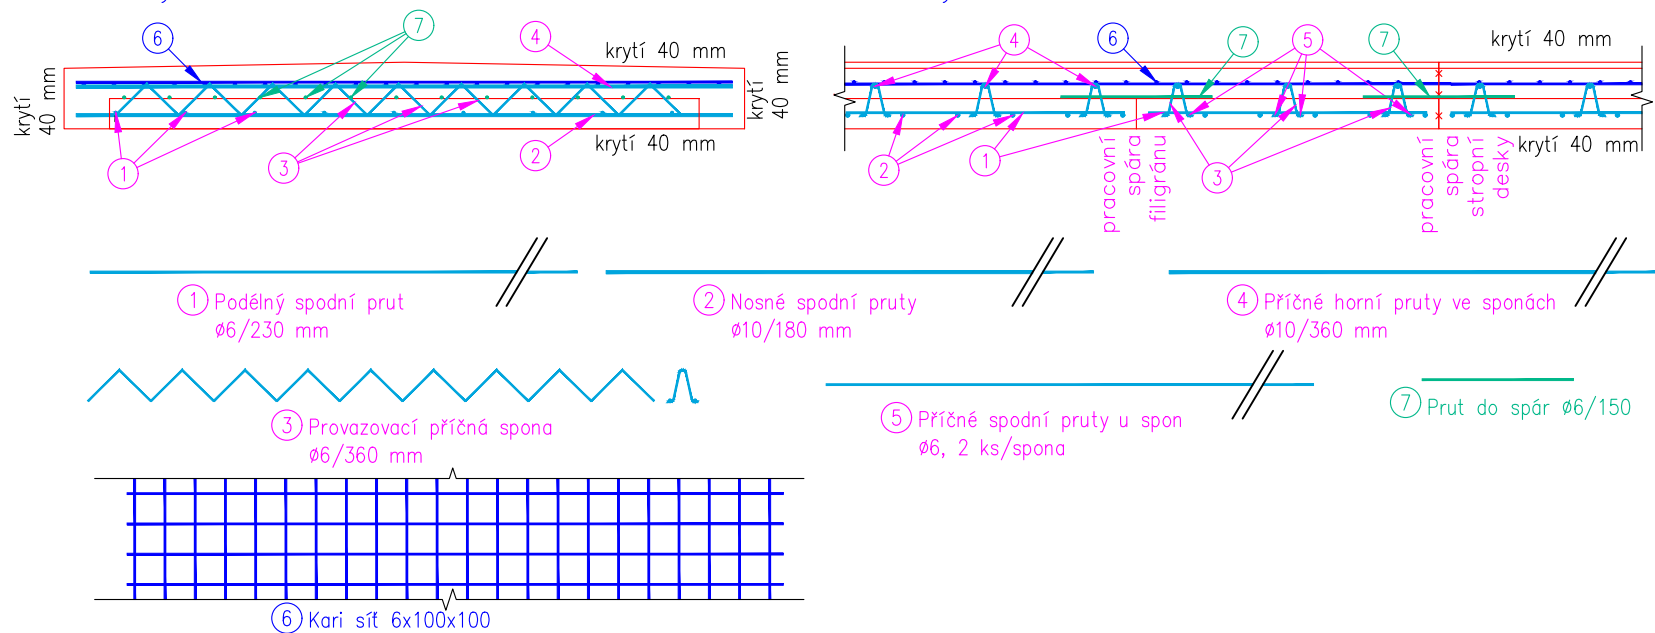 6
7
4
krytí 40 mm
krytí
40 mm
krytí
40 mm
krytí 40 mm
1
3
2
4
6
7
5
7
krytí 40 mm
krytí 40 mm
2
1
3
pracovní
spára
filigránu
pracovní
spára
stropní
desky
1 Podélný spodní prut
ø6/230 mm
2 Nosné spodní pruty
ø10/180 mm
4 Příčné horní pruty ve sponách
ø10/360 mm
3 Provazovací příčná spona
ø6/360 mm
5 Příčné spodní pruty u spon
ø6, 2 ks/spona
7 Prut do spár ø6/150
6 Kari síť 6x100x100